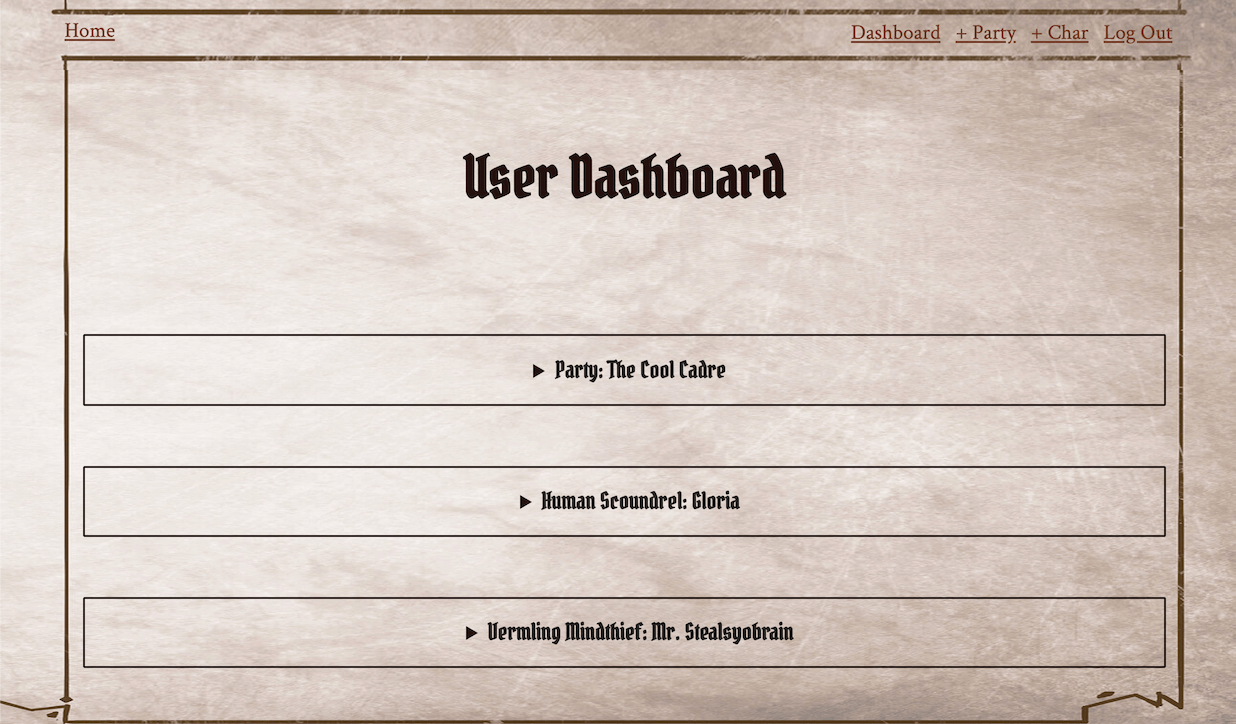 Home
Dashboard + Party + Char Log Out
User Dashboard
Party: The Cool Cadre
Human Scoundrel: Gloria
Vermling Mindthief: Mr. Stealsyobrain